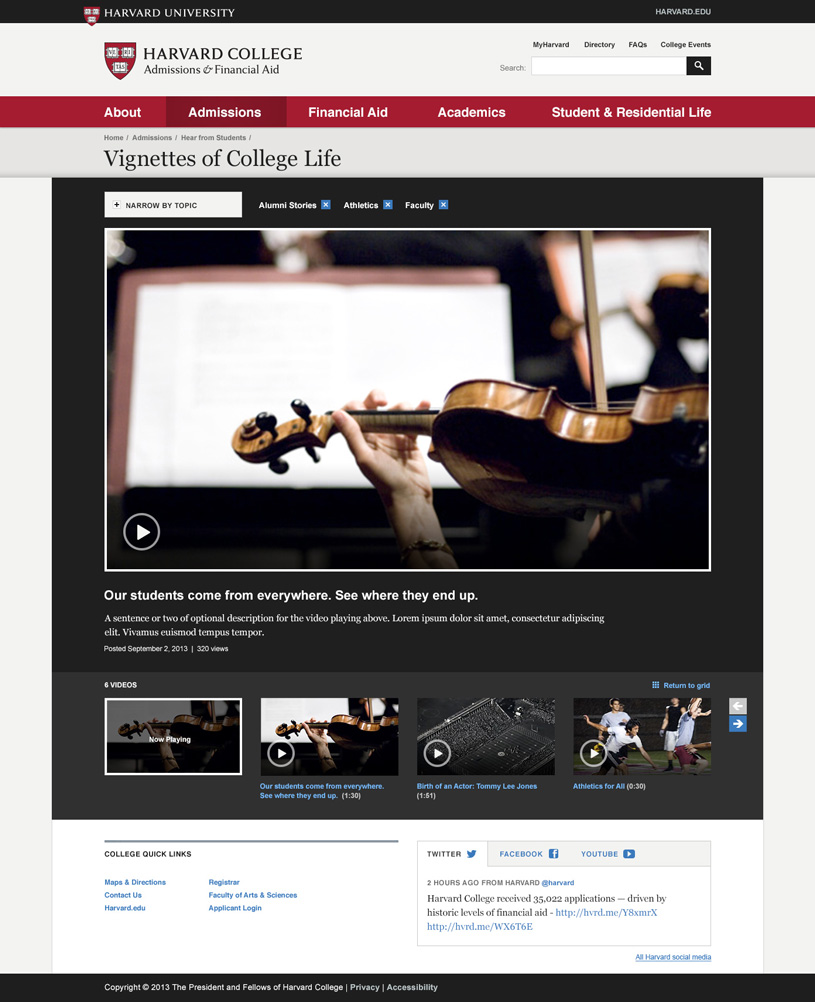 HARVARD UNIVERSITY
HARVARD.EDU
HARVARD COLLEGE
Admissions & Financial Aid
MyHarvard Directory FAQs College Events
Search:
About Admissions Financial Aid Academics Student & Residential Life
Home / Admissions / Hear from Students /
Vignettes of College Life
+ NARROW BY TOPIC
Alumni Stories x Athletics x Faculty x
Our students come from everywhere. See where they end up.
A sentence or two of optional description for the video playing above. Lorem ipsum dolor sit amet, consectetur adipiscing
elit. Vivamus euismod tempus tempor.
Posted September 2, 2013 | 320 views
6 VIDEOS
Return to grid
Now Playing
Our students come from everywhere.
See where they end up. (1:30)
Birth of an Actor: Tommy Lee Jones
(1:51)
Athletics for All (0:30)
COLLEGE QUICK LINKS
Maps & Directions
Contact Us
Harvard.edu
Registrar
Faculty of Arts & Sciences
Applicant Login
TWITTER FACEBOOK YOUTUBE
2 HOURS AGO FROM HARVARD @harvard
Harvard College received 35,022 applications — driven by
historic levels of financial aid - http://hvrd.me/Y8xmrX
http://hvrd.me/WX6T6E
All Harvard social media
Copyright © 2013 The President and Fellows of Harvard College | Privacy | Accessibility